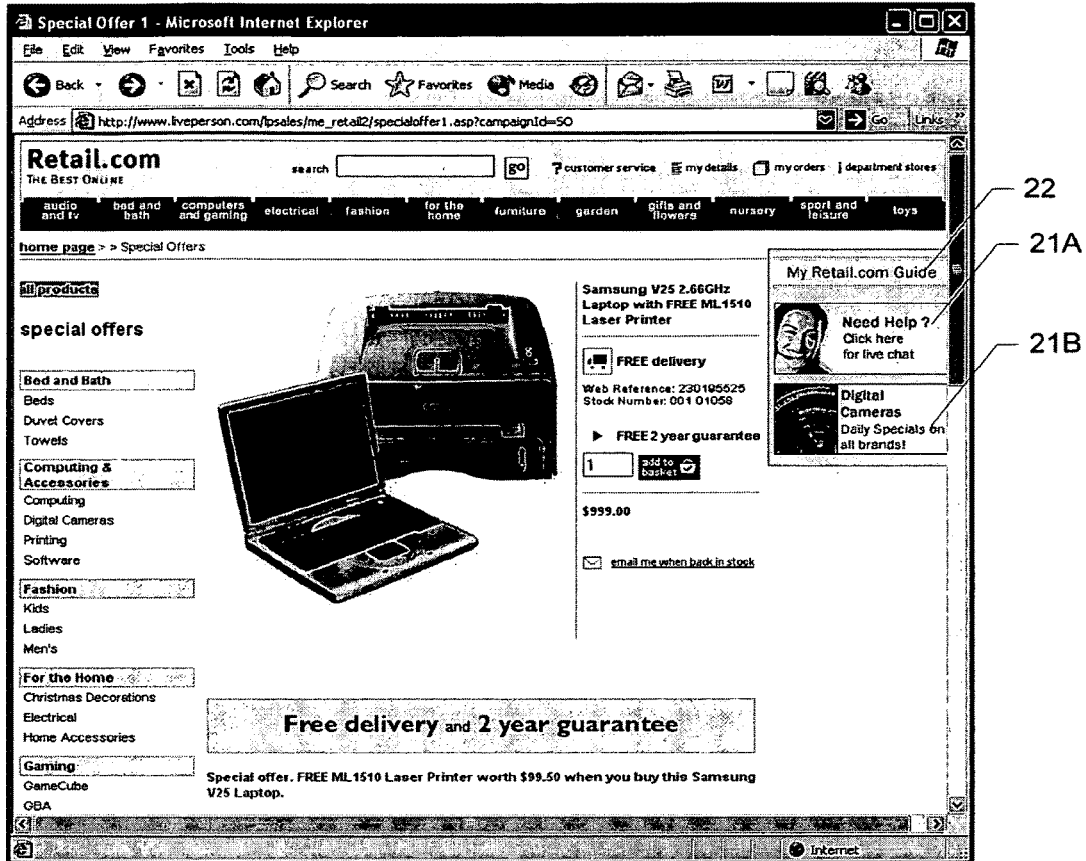 Special Offer 1 - Microsoft Internet Explorer
File Edit View Favorites Tools Help
Back Search Favorites Media
Address http://www.liveperson.com/lpsales/me_retail2/specialoffer1.asp?campaignId=SO Go Links
Retail.com
THE BEST ONLINE
search go ? customer service my details my orders i department stores
audio and tv bed and bath computers and gaming electrical fashion for the home furniture garden gifts and flowers nursery sport and leisure toys
home page > > Special Offers
22
21A
21B
My Retail.com Guide
Need Help ?
Click here
for live chat
Digital
Cameras
Daily Specials on
all brands!
all products
special offers
Bed and Bath
Beds
Duvet Covers
Towels
Computing &
Accessories
Computing
Digital Cameras
Printing
Software
Fashion
Kids
Ladies
Men's
For the Home
Christmas Decorations
Electrical
Home Accessories
Gaming
GameCube
GBA
Samsung V25 2.66GHz
Laptop with FREE ML1510
Laser Printer
FREE delivery
Web Reference: 230195525
Stock Number: 001 01058
FREE 2 year guarantee
1 add to basket
$999.00
email me when back in stock
Free delivery and 2 year guarantee
Special offer. FREE ML1510 Laser Printer worth $99.50 when you buy this Samsung
V25 Laptop.
Internet